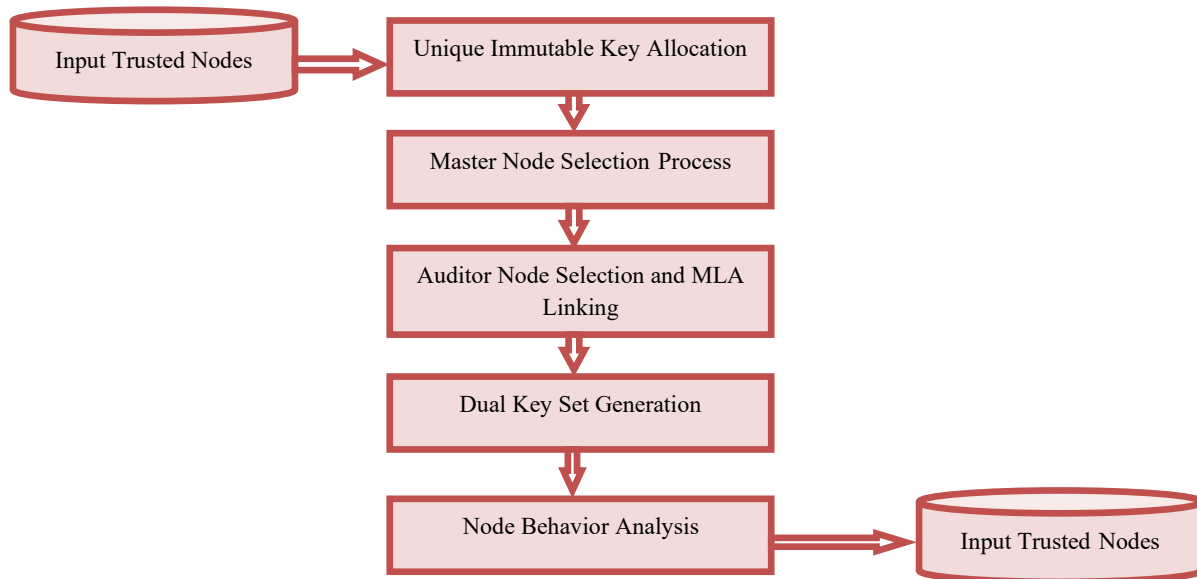 Input Trusted Nodes
Unique Immutable Key Allocation
Master Node Selection Process
Auditor Node Selection and MLA
Linking
Dual Key Set Generation
Node Behavior Analysis
Input Trusted Nodes